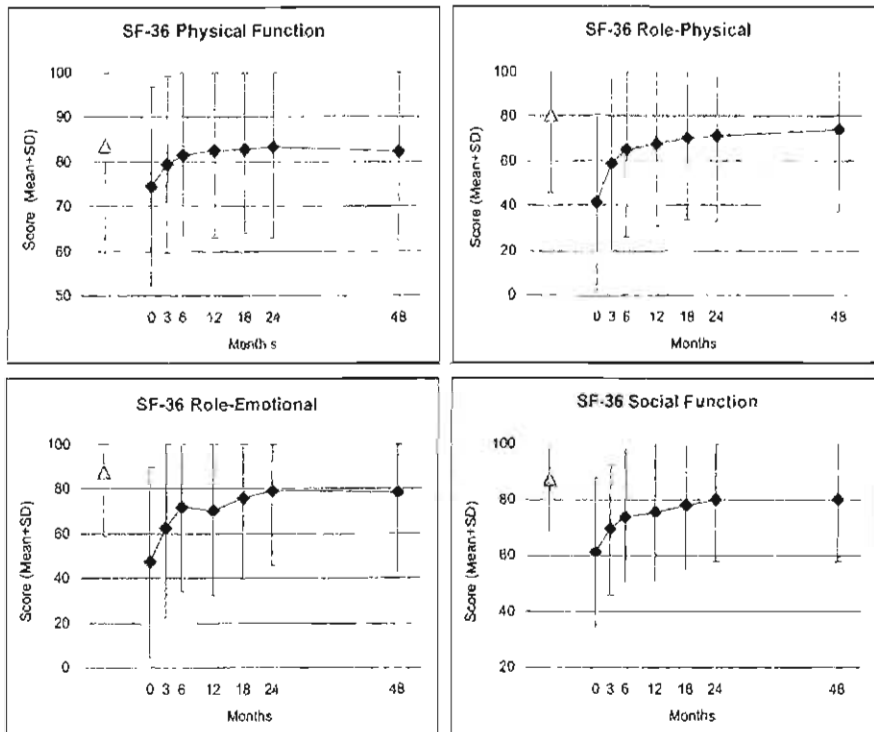 SF-36 Physical Function
Score (Mean+SD)
100
90
80
70
60
50
0 3 6 12 18 24 48
Months
SF-36 Role-Physical
Score (Mean+SD)
100
80
60
40
20
0
0 3 6 12 18 24 48
Months
SF-36 Role-Emotional
Score (Mean+SD)
100
80
60
40
20
0
0 3 6 12 18 24 48
Months
SF-36 Social Function
Score (Mean+SD)
100
80
60
40
20
0 3 6 12 18 24 48
Months